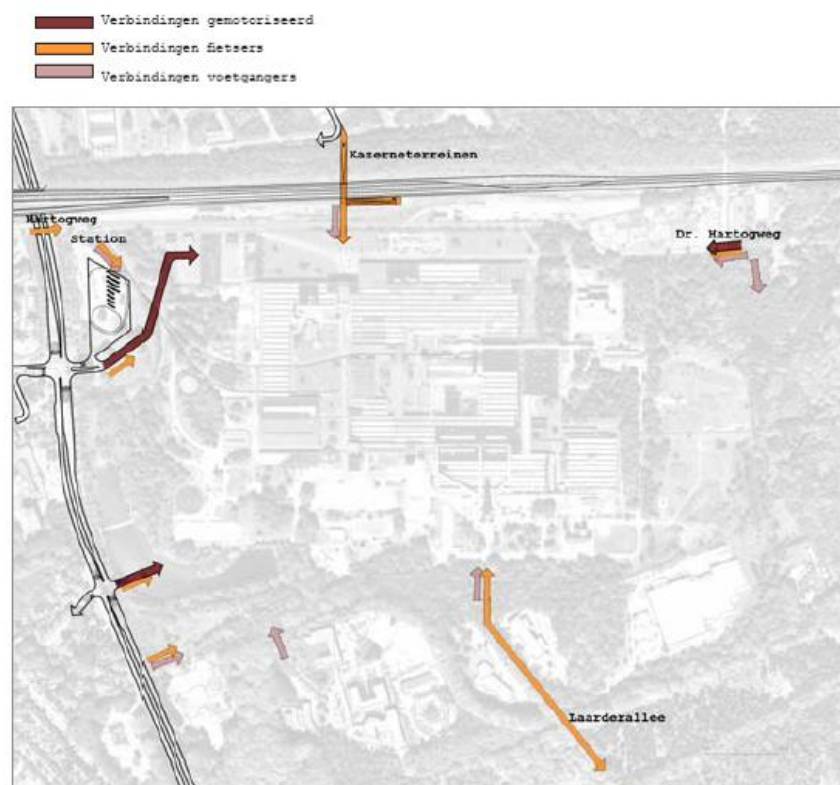 Verbindingen gemotoriseerd
Verbindingen fietsers
Verbindingen voetgangers
Kazerneterreinen
Hartogweg
Station
Dr. Hartogweg
Laarderallee